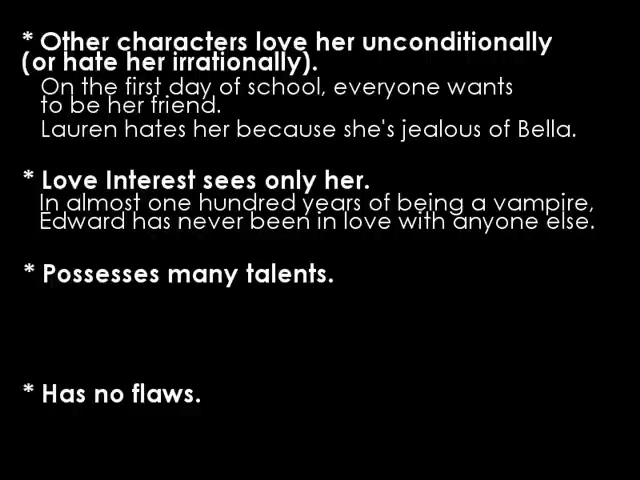 * Other characters love her unconditionally
(or hate her irrationally).
On the first day of school, everyone wants
to be her friend.
Lauren hates her because she's jealous of Bella.
* Love Interest sees only her.
In almost one hundred years of being a vampire,
Edward has never been in love with anyone else.
* Possesses many talents.
* Has no flaws.